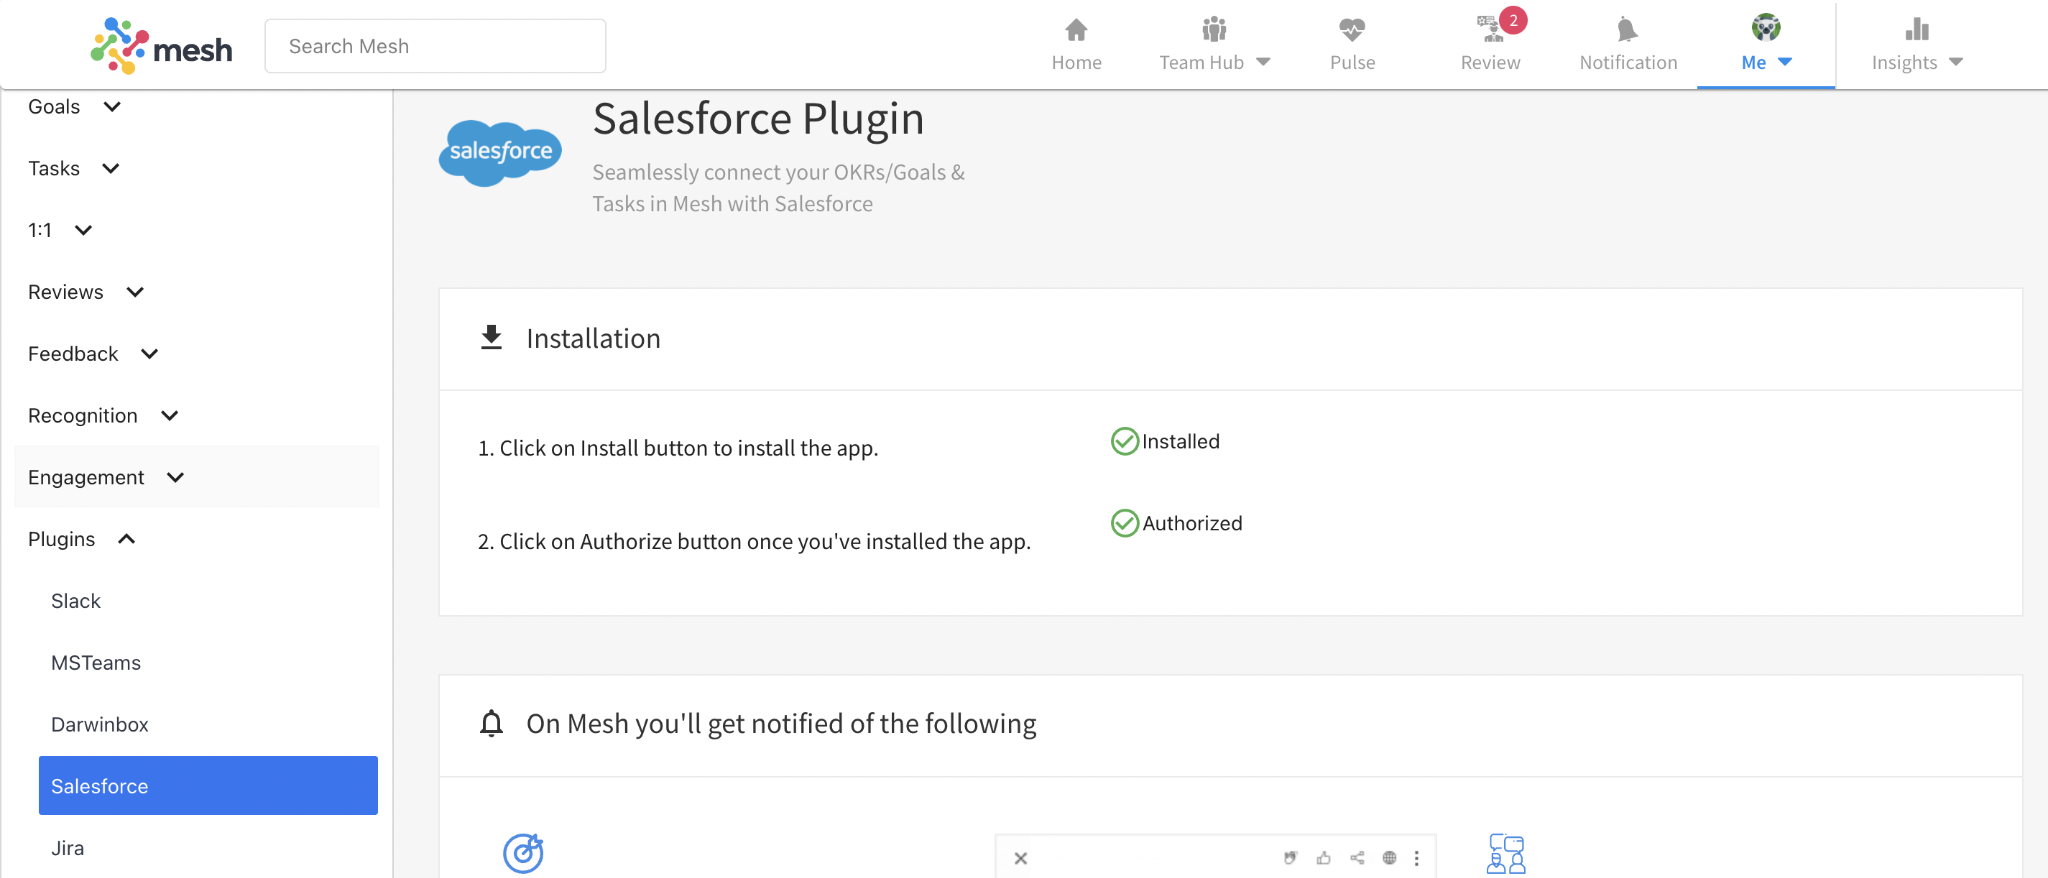 mesh
Search Mesh
Home
Team Hub
Pulse
2
Review
Notification
Me
Insights
Goals
Tasks
1:1
Reviews
Feedback
Recognition
Engagement
Plugins
Slack
MSTeams
Darwinbox
Salesforce
Jira
salesforce
Salesforce Plugin
Seamlessly connect your OKRs/Goals &
Tasks in Mesh with Salesforce
Installation
1. Click on Install button to install the app.
Installed
2. Click on Authorize button once you've installed the app.
Authorized
On Mesh you'll get notified of the following